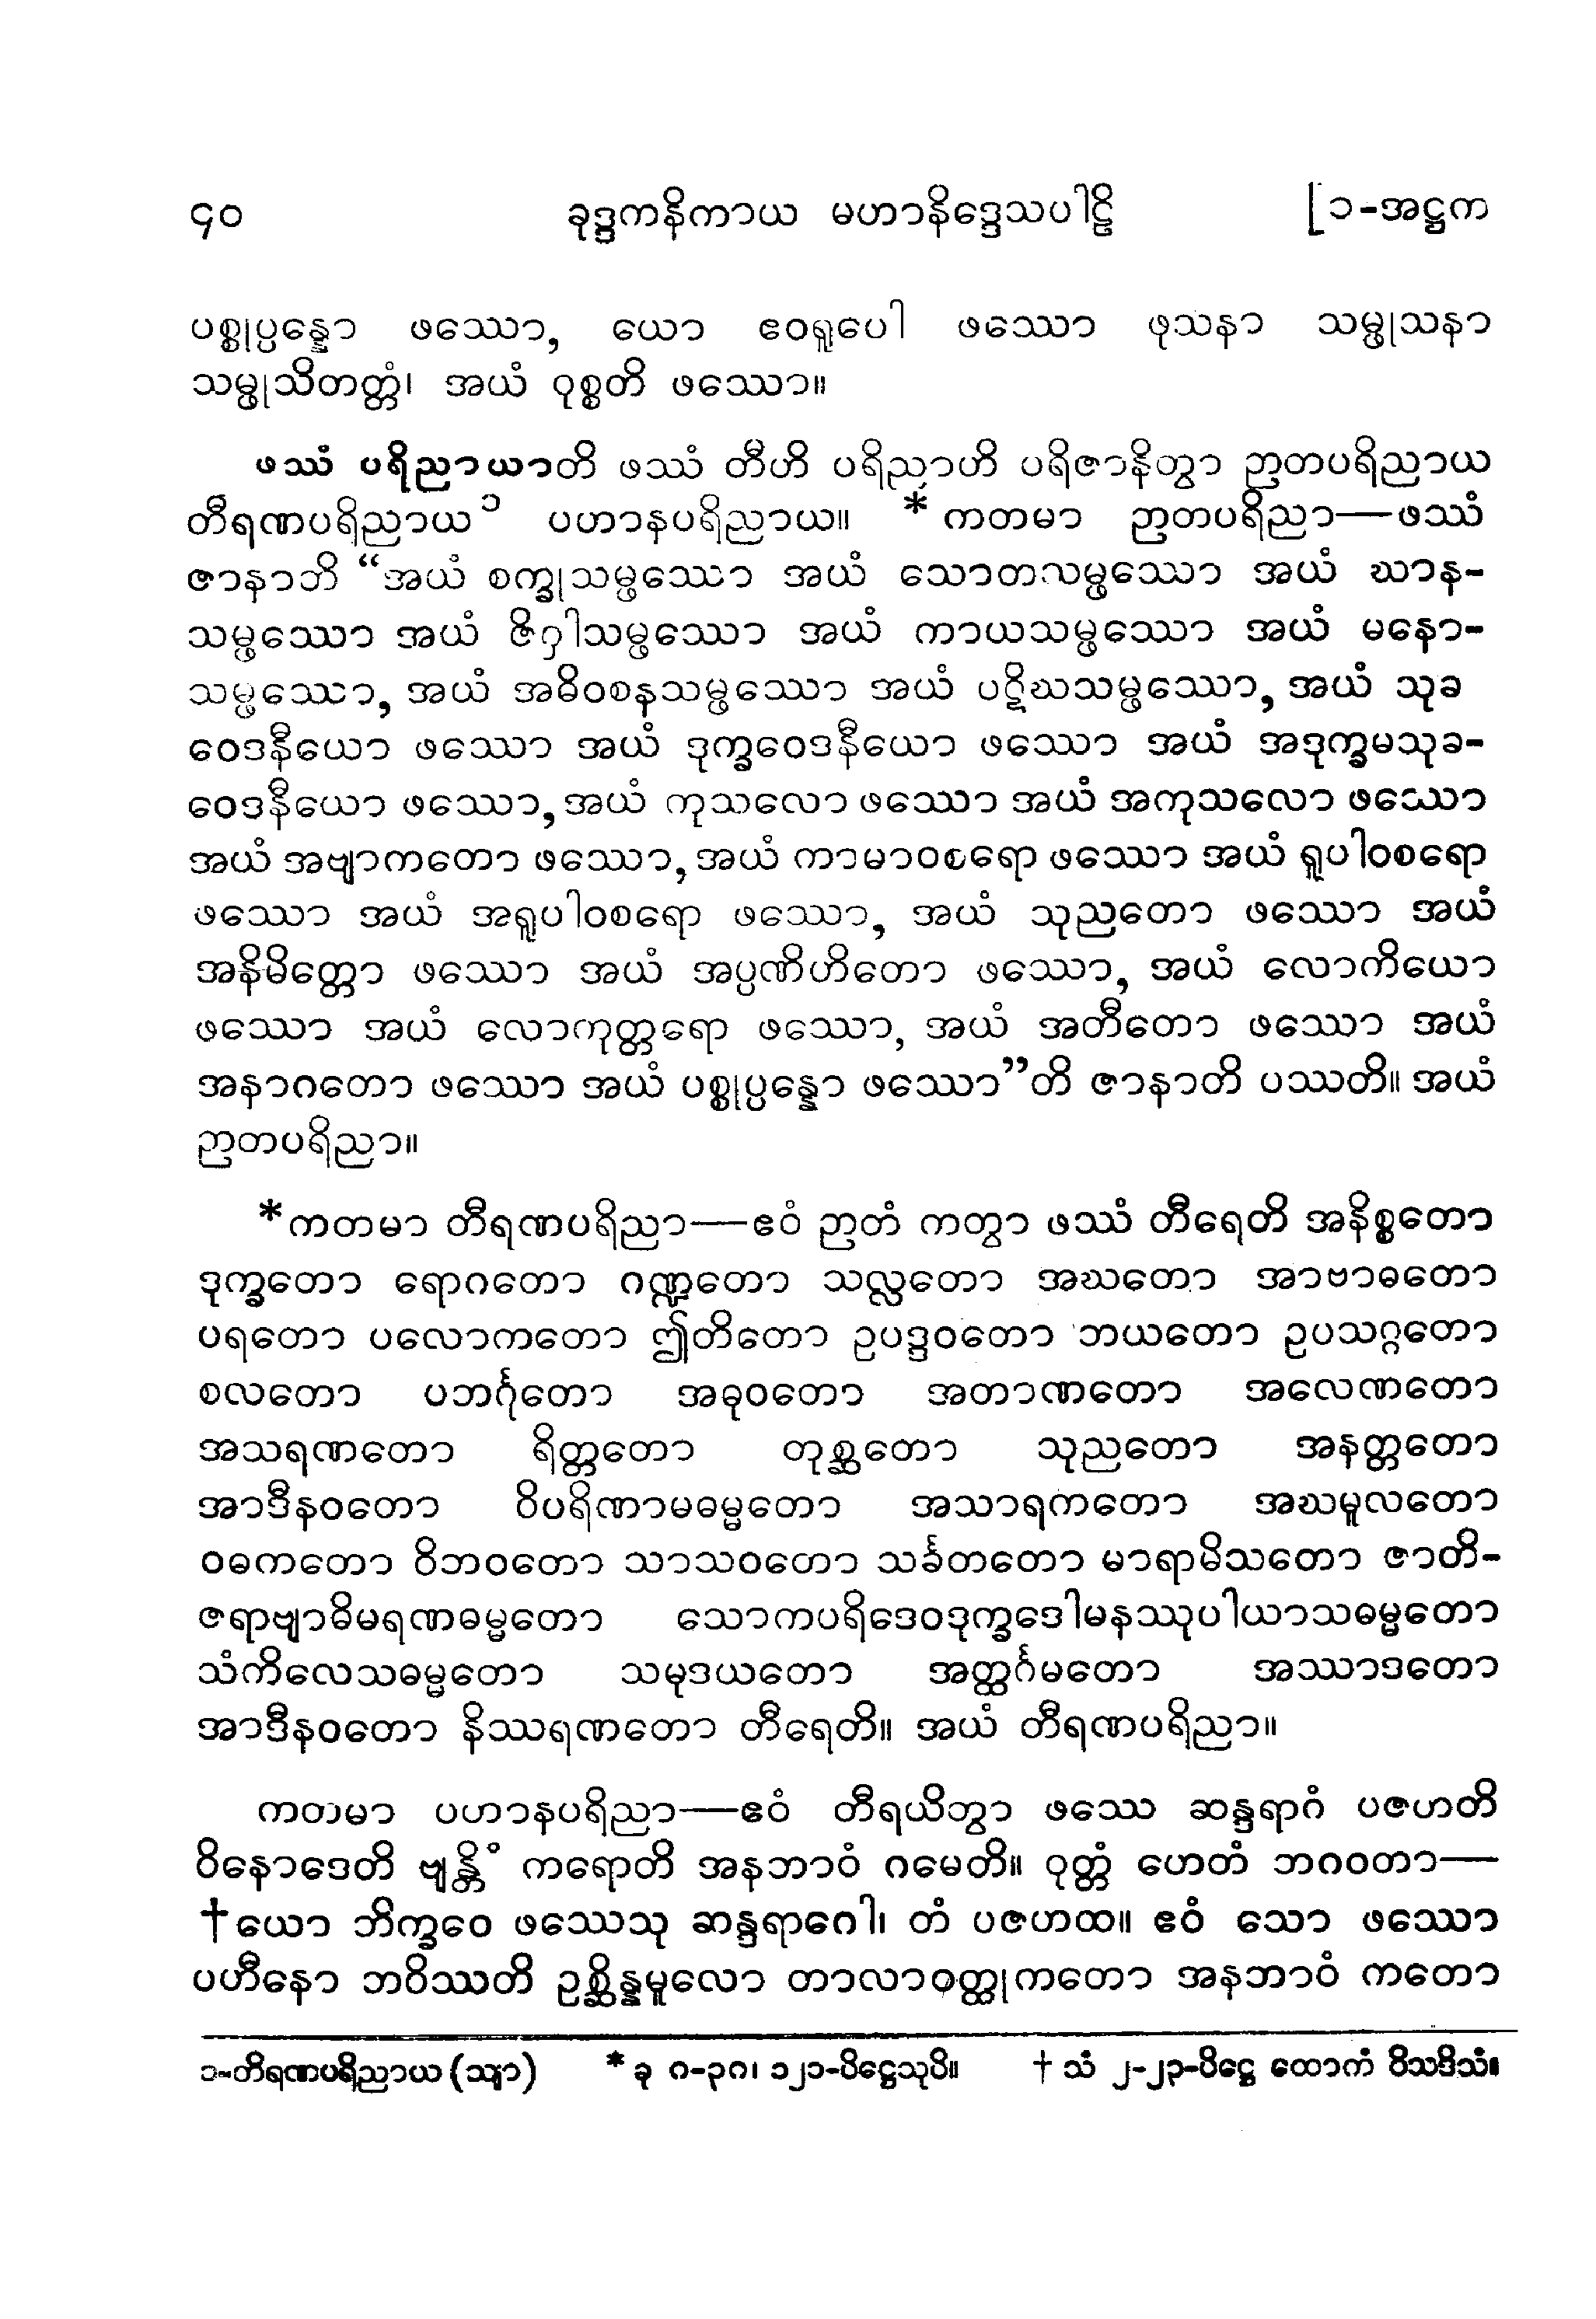 ၄၀ ခုဒ္ဒကနိကာယ မဟာနိဒ္ဒေသပါဠိ [၁-အဋ္ဌက
ပစ္စုပ္ပန္နော ဖဿော, ယော ဧဝရူပေါ ဖဿော ဖုသနာ သမ္ဖုသနာ
သမ္ဖုသိတတ္တံ၊ အယံ ဝုစ္စတိ ဖဿော။
ဖဿံ ပရိညာယာတိ ဖဿံ တီဟိ ပရိညာဟိ ပရိဇာနိတွာ ဉာတပရိညာယ
တီရဏပရိညာယ ၁ ပဟာနပရိညာယ။ * ကတမာ ဉာတပရိညာ—ဖဿံ
ဇာနာတိ “အယံ စက္ခုသမ္ဖဿော အယံ သောတသမ္ဖဿော အယံ ဃာန-
သမ္ဖဿော အယံ ဇိဝှါသမ္ဖဿော အယံ ကာယသမ္ဖဿော အယံ မနော-
သမ္ဖဿော, အယံ အဓိဝစနသမ္ဖဿော အယံ ပဋိဃသမ္ဖဿော, အယံ သုခ
ဝေဒနီယော ဖဿော အယံ ဒုက္ခဝေဒနီယော ဖဿော အယံ အဒုက္ခမသုခ-
ဝေဒနီယော ဖဿော, အယံ ကုသလော ဖဿော အယံ အကုသလော ဖဿော
အယံ အဗျာကတော ဖဿော, အယံ ကာမာဝစရော ဖဿော အယံ ရူပါဝစရော
ဖဿော အယံ အရူပါဝစရော ဖဿော, အယံ သုညတော ဖဿော အယံ
အနိမိတ္တော ဖဿော အယံ အပ္ပဏိဟိတော ဖဿော, အယံ လောကိယော
ဖဿော အယံ လောကုတ္တရော ဖဿော, အယံ အတီတော ဖဿော အယံ
အနာဂတော ဖဿော အယံ ပစ္စုပ္ပန္နော ဖဿော”တိ ဇာနာတိ ပဿတိ။ အယံ
ဉာတပရိညာ။
*ကတမာ တီရဏပရိညာ—ဧဝံ ဉာတံ ကတွာ ဖဿံ တီရေတိ အနိစ္စတော
ဒုက္ခတော ရောဂတော ဂဏ္ဍတော သလ္လတော အဃတော အာဗာဓတော
ပရတော ပလောကတော ဤတိတော ဥပဒ္ဒဝတော ဘယတော ဥပသဂ္ဂတော
စလတော ပဘင်္ဂုတော အဓုဝတော အတာဏတော အလေဏတော
အသရဏတော ရိတ္တတော တုစ္ဆတော သုညတော အနတ္တတော
အာဒီနဝတော ဝိပရိဏာမဓမ္မတော အသာရကတော အဃမူလတော
ဝဓကတော ဝိဘဝတော သာသဝတော သင်္ခတတော မာရာမိသတော ဇာတိ-
ဇရာဗျာဓိမရဏဓမ္မတော သောကပရိဒေဝဒုက္ခဒေါမနဿုပါယာသဓမ္မတော
သံကိလေသဓမ္မတော သမုဒယတော အတ္ထင်္ဂမတော အဿာဒတော
အာဒီနဝတော နိဿရဏတော တီရေတိ။ အယံ တီရဏပရိညာ။
ကတမာ ပဟာနပရိညာ—ဧဝံ တီရယိတွာ ဖဿေ ဆန္ဒရာဂံ ပဇဟတိ
ဝိနောဒေတိ ဗျန္တိံ ကရောတိ အနဘာဝံ ဂမေတိ။ ဝုတ္တံ ဟေတံ ဘဂဝတာ—
†ယော ဘိက္ခဝေ ဖဿေသု ဆန္ဒရာဂေါ၊ တံ ပဇဟထ။ ဧဝံ သော ဖဿော
ပဟီနော ဘဝိဿတိ ဥစ္ဆိန္နမူလော တာလာဝတ္ထုကတော အနဘာဝံ ကတော
၁-တိရဏပရိညာယ (သျာ) * ခု ၈-၃၈၊ ၁၂၁-ပိဋ္ဌေသုပိ။ † သံ ၂-၂၃-ပိဋ္ဌေ ထောကံ ဝိသဒိသံ။